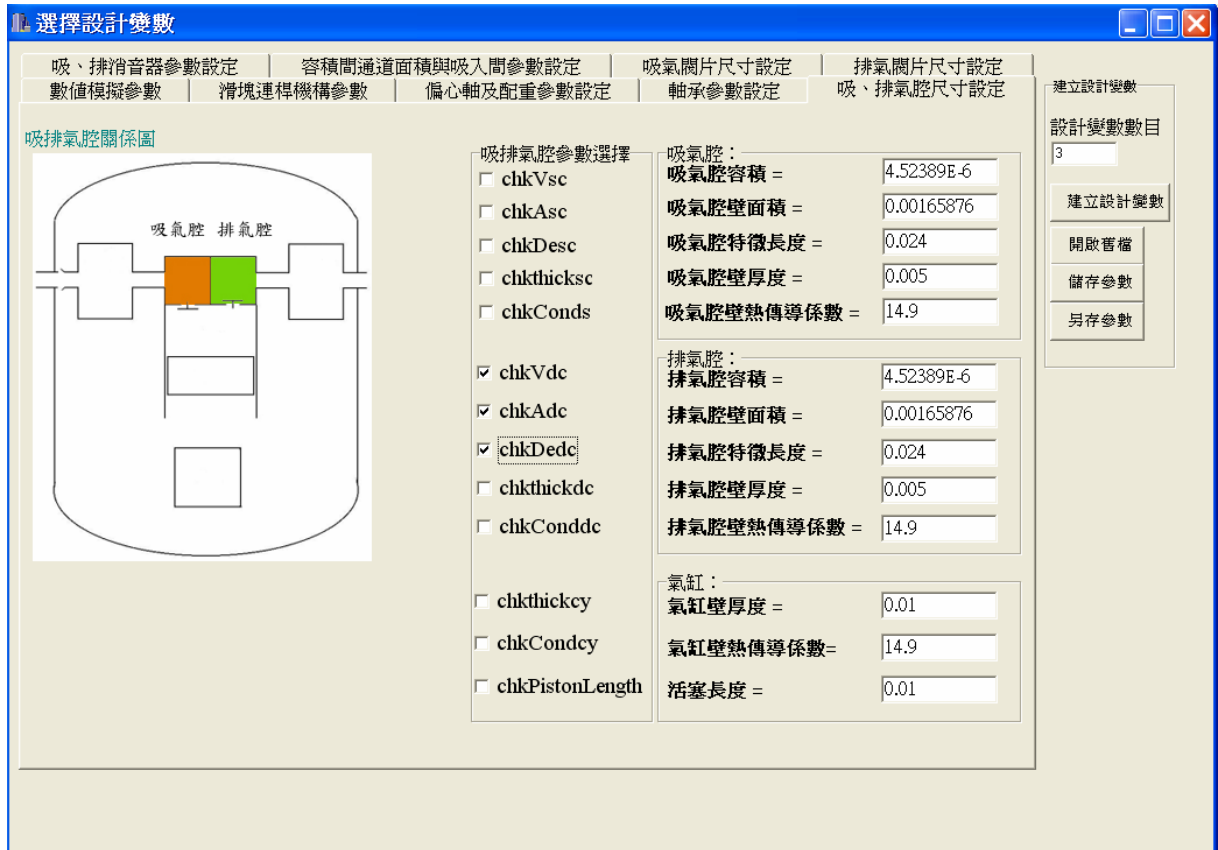 選擇設計變數
吸、排消音器參數設定
容積間通道面積與吸入間參數設定
吸氣閥片尺寸設定
排氣閥片尺寸設定
數值模擬參數
滑塊連桿機構參數
偏心軸及配重參數設定
軸承參數設定
吸、排氣腔尺寸設定
吸排氣腔關係圖
吸氣腔 排氣腔
吸排氣腔參數選擇
chkVsc
chkAsc
chkDesc
chkthicksc
chkConds
chkVdc
chkAdc
chkDedc
chkthickdc
chkConddc
chkthickcy
chkCondcy
chkPistonLength
吸氣腔：
吸氣腔容積 = 4.52389E-6
吸氣腔壁面積 = 0.00165876
吸氣腔特徵長度 = 0.024
吸氣腔壁厚度 = 0.005
吸氣腔壁熱傳導係數 = 14.9
排氣腔：
排氣腔容積 = 4.52389E-6
排氣腔壁面積 = 0.00165876
排氣腔特徵長度 = 0.024
排氣腔壁厚度 = 0.005
排氣腔壁熱傳導係數 = 14.9
氣缸：
氣缸壁厚度 = 0.01
氣缸壁熱傳導係數= 14.9
活塞長度 = 0.01
建立設計變數
設計變數數目
3
建立設計變數
開啟舊檔
儲存參數
另存參數